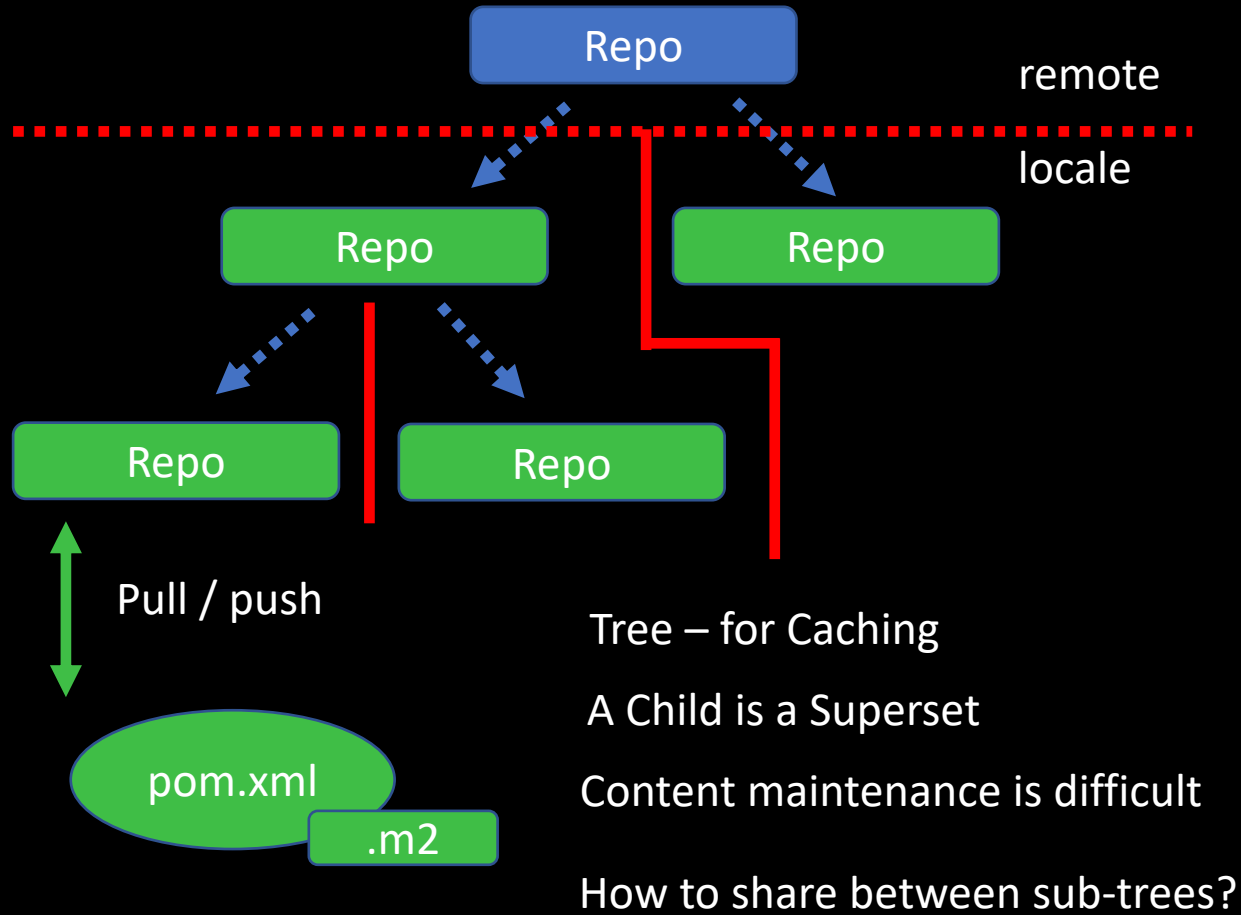 Repo
remote
locale
Repo
Repo
Repo
Repo
Pull / push
pom.xml
.m2
Tree – for Caching
A Child is a Superset
Content maintenance is difficult
How to share between sub-trees?